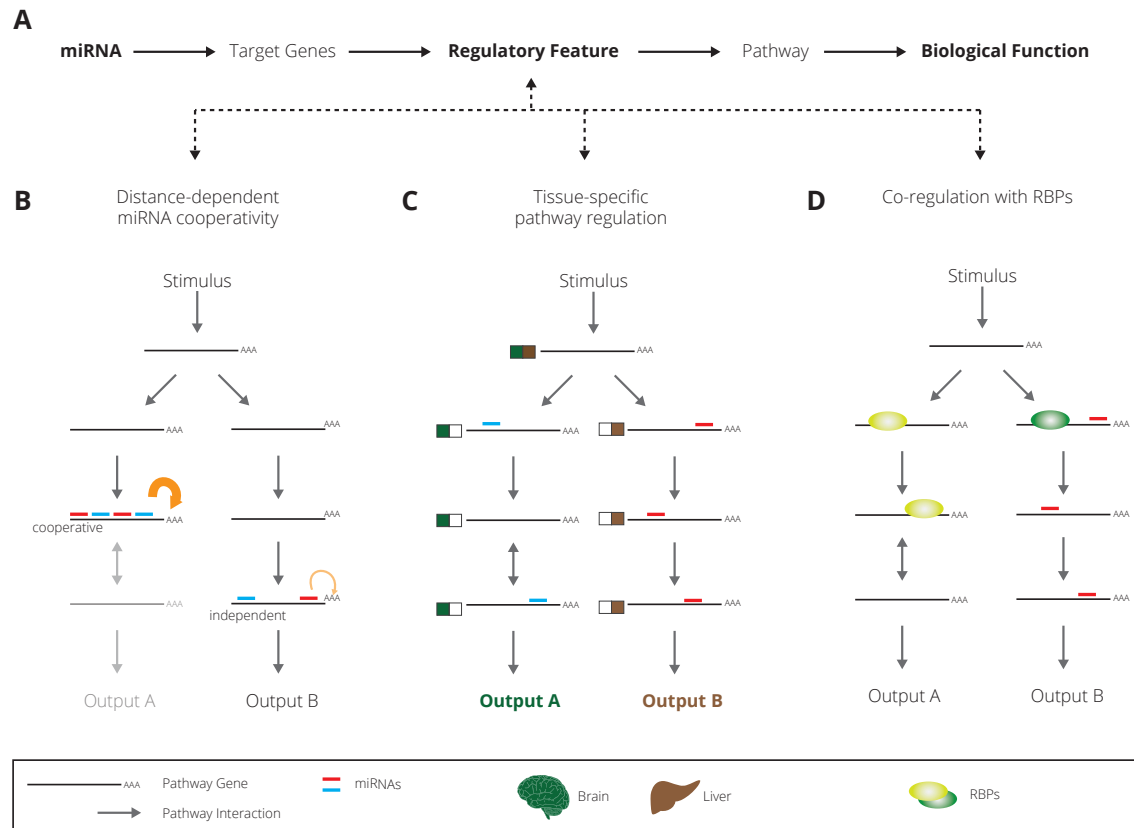 A
miRNA Target Genes Regulatory Feature Pathway Biological Function
B
Distance-dependent
miRNA cooperativity
Stimulus
AAA
AAA
AAA
cooperative
AAA
AAA
AAA
independent
AAA
Output A
Output B
C
Tissue-specific
pathway regulation
Stimulus
AAA
AAA
AAA
AAA
AAA
AAA
AAA
Output A
Output B
D
Co-regulation with RBPs
Stimulus
AAA
AAA
AAA
AAA
AAA
AAA
AAA
Output A
Output B
AAA Pathway Gene
Pathway Interaction
miRNAs
Brain
Liver
RBPs